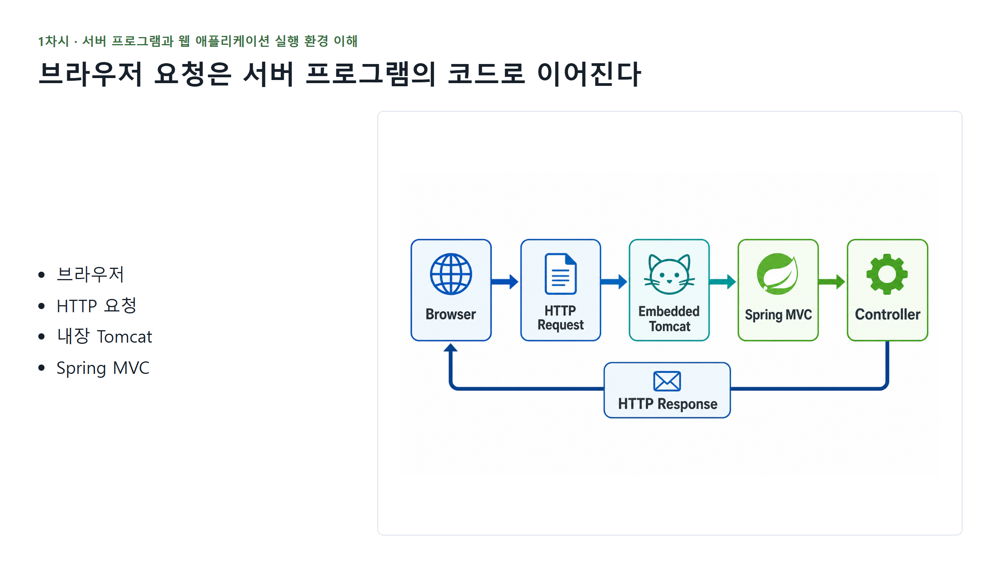 1차시 · 서버 프로그램과 웹 애플리케이션 실행 환경 이해
브라우저 요청은 서버 프로그램의 코드로 이어진다
• 브라우저
• HTTP 요청
• 내장 Tomcat
• Spring MVC
Browser
HTTP
Request
Embedded
Tomcat
Spring MVC
Controller
HTTP Response